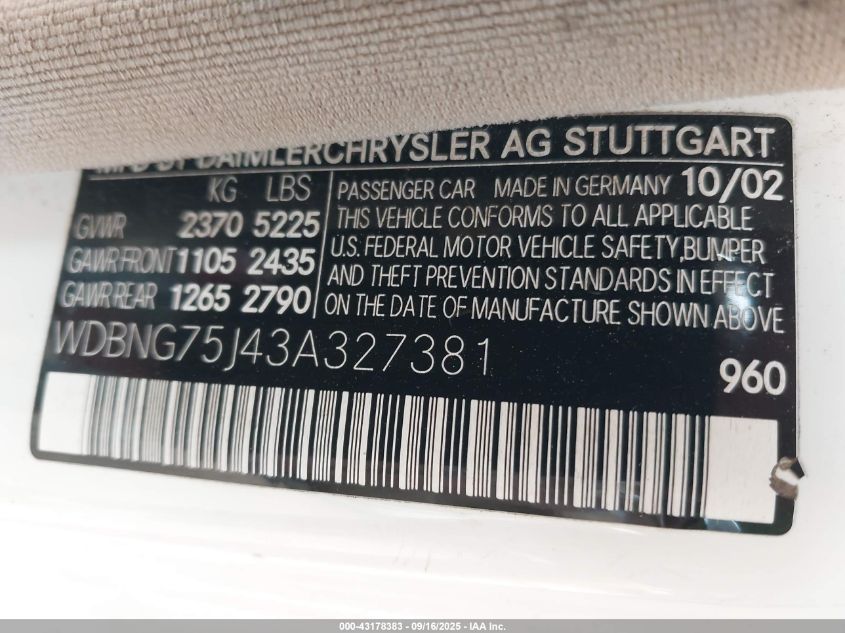 MFD BY DAIMLERCHRYSLER AG STUTTGART
KG LBS
GVWR 2370 5225
GAWR FRONT 1105 2435
GAWR REAR 1265 2790
PASSENGER CAR MADE IN GERMANY 10/02
THIS VEHICLE CONFORMS TO ALL APPLICABLE
U.S. FEDERAL MOTOR VEHICLE SAFETY, BUMPER
AND THEFT PREVENTION STANDARDS IN EFFECT
ON THE DATE OF MANUFACTURE SHOWN ABOVE
WDBNG75J43A327381
960
000-43178383 - 09/16/2025 - IAA Inc.